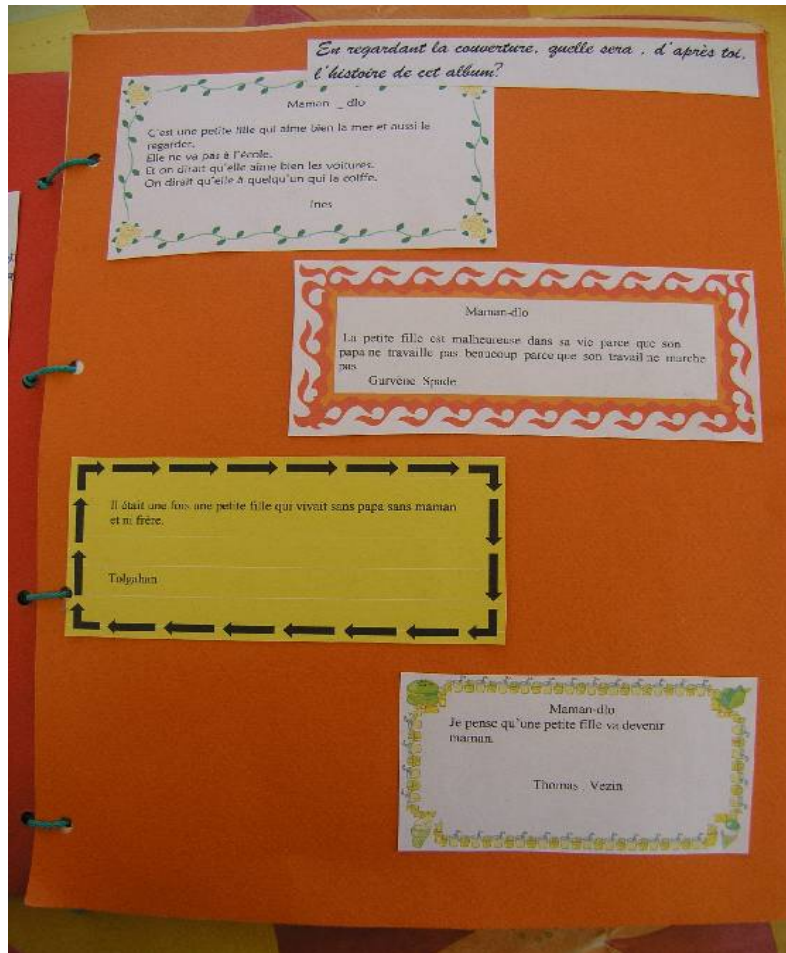 En regardant la couverture, quelle sera , d'après toi,
l'histoire de cet album?
Maman _ dlo
C'est une petite fille qui aime bien la mer et aussi le
regarder.
Elle ne va pas à l'école.
Et on dirait qu'elle aime bien les voitures.
On dirait qu'elle à quelqu'un qui la coiffe.
Ines
Maman-dlo
La petite fille est malheureuse dans sa vie parce que son
papa ne travaille pas beaucoup parce que son travail ne marche
pas
Gurvène Spade
Il était une fois une petite fille qui vivait sans papa sans maman
et ni frère.
Tolgahan
Maman-dlo
Je pense qu'une petite fille va devenir
maman.
Thomas Vezin